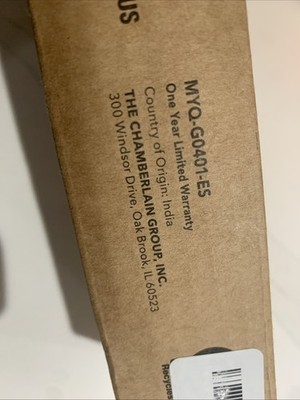 US
MYQ-G0401-ES
One Year Limited Warranty
Country of Origin: India
THE CHAMBERLAIN GROUP, INC.
300 Windsor Drive, Oak Brook, IL 60523